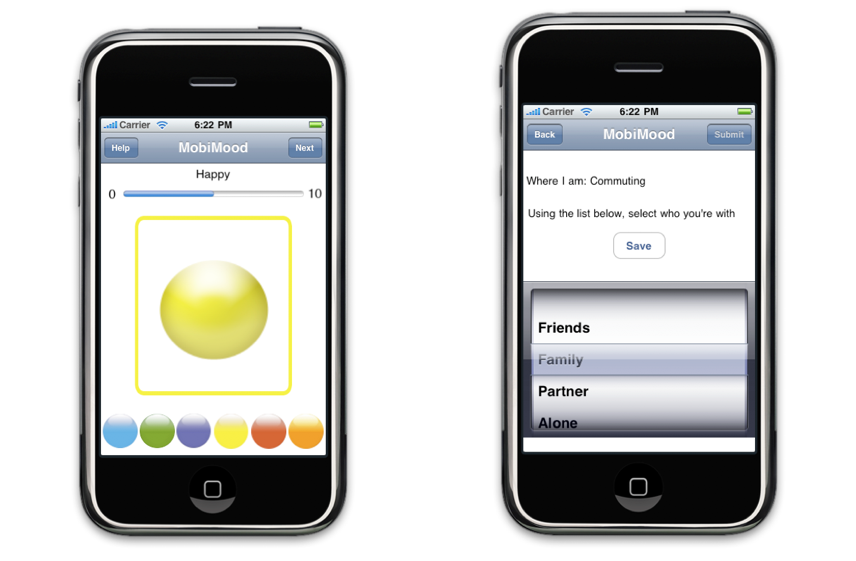 Carrier 6:22 PM
Help MobiMood Next
Happy
0 10
Carrier 6:22 PM
Back MobiMood Submit
Where I am: Commuting
Using the list below, select who you're with
Save
Friends
Family
Partner
Alone